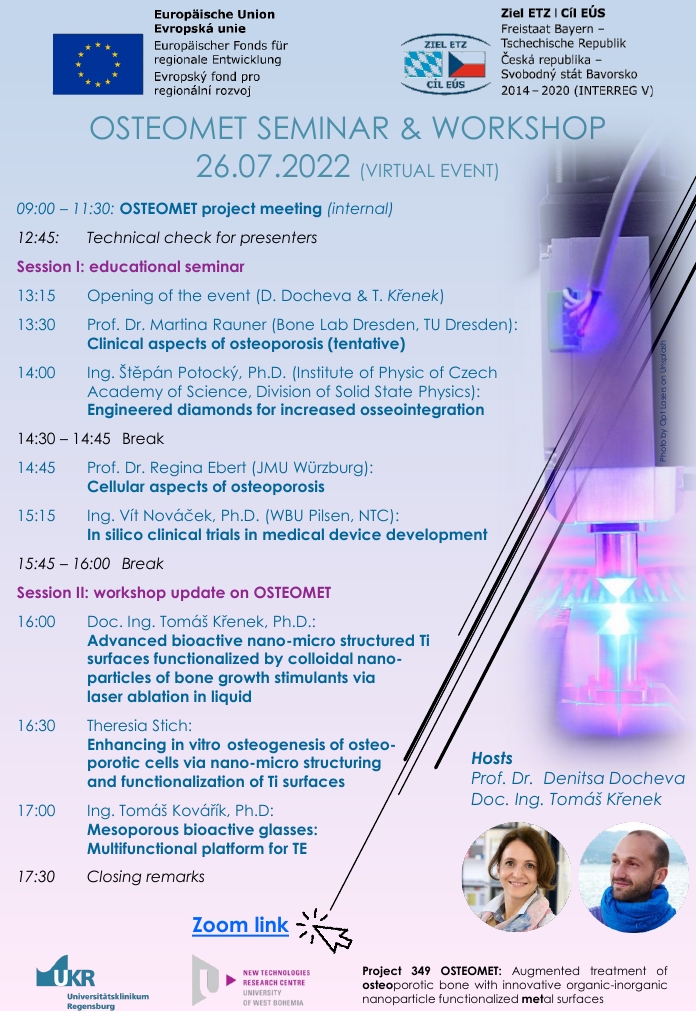 Europäische Union
Evropská unie
Europäischer Fonds für
regionale Entwicklung
Evropský fond pro
regionální rozvoj
ZIEL ETZ
CÍL EÚS
Ziel ETZ | Cíl EÚS
Freistaat Bayern –
Tschechische Republik
Česká republika –
Svobodný stát Bavorsko
2014 – 2020 (INTERREG V)
OSTEOMET SEMINAR & WORKSHOP
26.07.2022 (VIRTUAL EVENT)
09:00 – 11:30: OSTEOMET project meeting (internal)
12:45: Technical check for presenters
Session I: educational seminar
13:15 Opening of the event (D. Docheva & T. Křenek)
13:30 Prof. Dr. Martina Rauner (Bone Lab Dresden, TU Dresden):
Clinical aspects of osteoporosis (tentative)
14:00 Ing. Štěpán Potocký, Ph.D. (Institute of Physic of Czech
Academy of Science, Division of Solid State Physics):
Engineered diamonds for increased osseointegration
14:30 – 14:45 Break
14:45 Prof. Dr. Regina Ebert (JMU Würzburg):
Cellular aspects of osteoporosis
15:15 Ing. Vít Nováček, Ph.D. (WBU Pilsen, NTC):
In silico clinical trials in medical device development
15:45 – 16:00 Break
Session II: workshop update on OSTEOMET
16:00 Doc. Ing. Tomáš Křenek, Ph.D.:
Advanced bioactive nano-micro structured Ti
surfaces functionalized by colloidal nano-
particles of bone growth stimulants via
laser ablation in liquid
16:30 Theresia Stich:
Enhancing in vitro osteogenesis of osteo-
porotic cells via nano-micro structuring
and functionalization of Ti surfaces
17:00 Ing. Tomáš Kovářík, Ph.D:
Mesoporous bioactive glasses:
Multifunctional platform for TE
17:30 Closing remarks
Photo by Opt Lasers on Unsplash
Hosts
Prof. Dr. Denitsa Docheva
Doc. Ing. Tomáš Křenek
Zoom link
UKR
Universitätsklinikum
Regensburg
NEW TECHNOLOGIES
RESEARCH CENTRE
UNIVERSITY
OF WEST BOHEMIA
Project 349 OSTEOMET: Augmented treatment of
osteoporotic bone with innovative organic-inorganic
nanoparticle functionalized metal surfaces